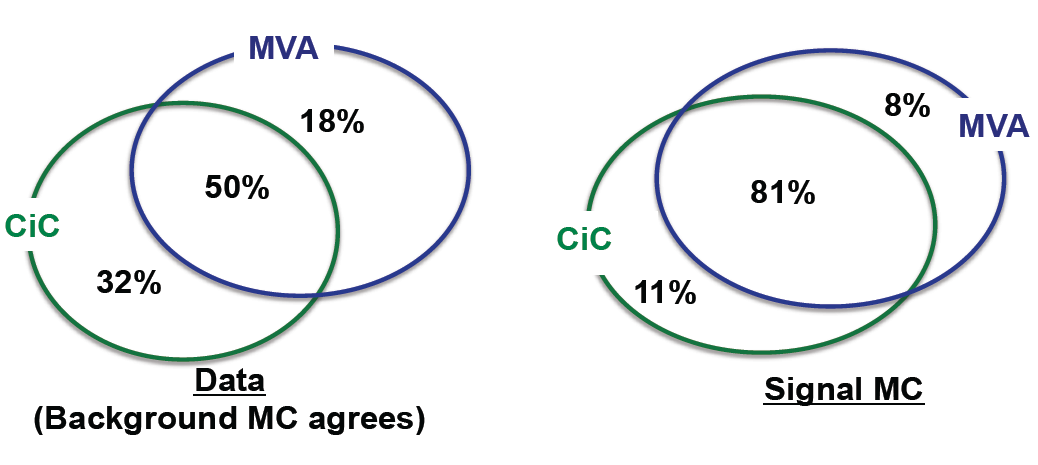 MVA
18%
50%
CiC
32%
Data
(Background MC agrees)
8%
MVA
81%
CiC
11%
Signal MC